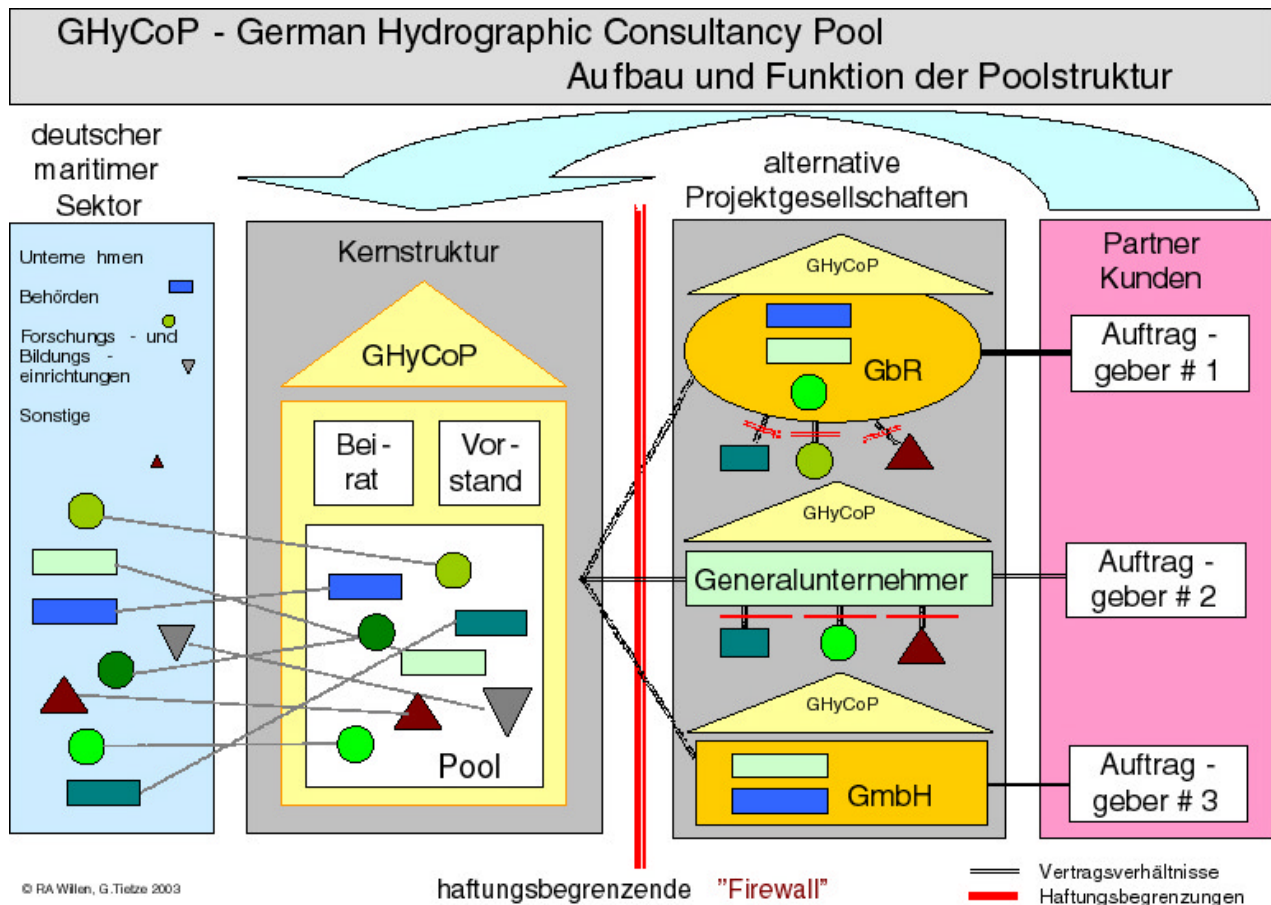 GHyCoP - German Hydrographic Consultancy Pool
Aufbau und Funktion der Poolstruktur
deutscher
maritimer
Sektor
Unterne hmen
Behörden
Forschungs - und
Bildungs -
einrichtungen
Sonstige
Kernstruktur
GHyCoP
Bei-
rat
Vor-
stand
Pool
alternative
Projektgesellschaften
GHyCoP
GbR
GHyCoP
Generalunternehmer
GHyCoP
GmbH
Partner
Kunden
Auftrag -
geber # 1
Auftrag -
geber # 2
Auftrag -
geber # 3
© RA Willen, G.Tietze 2003
haftungsbegrenzende "Firewall"
Vertragsverhältnisse
Haftungsbegrenzungen